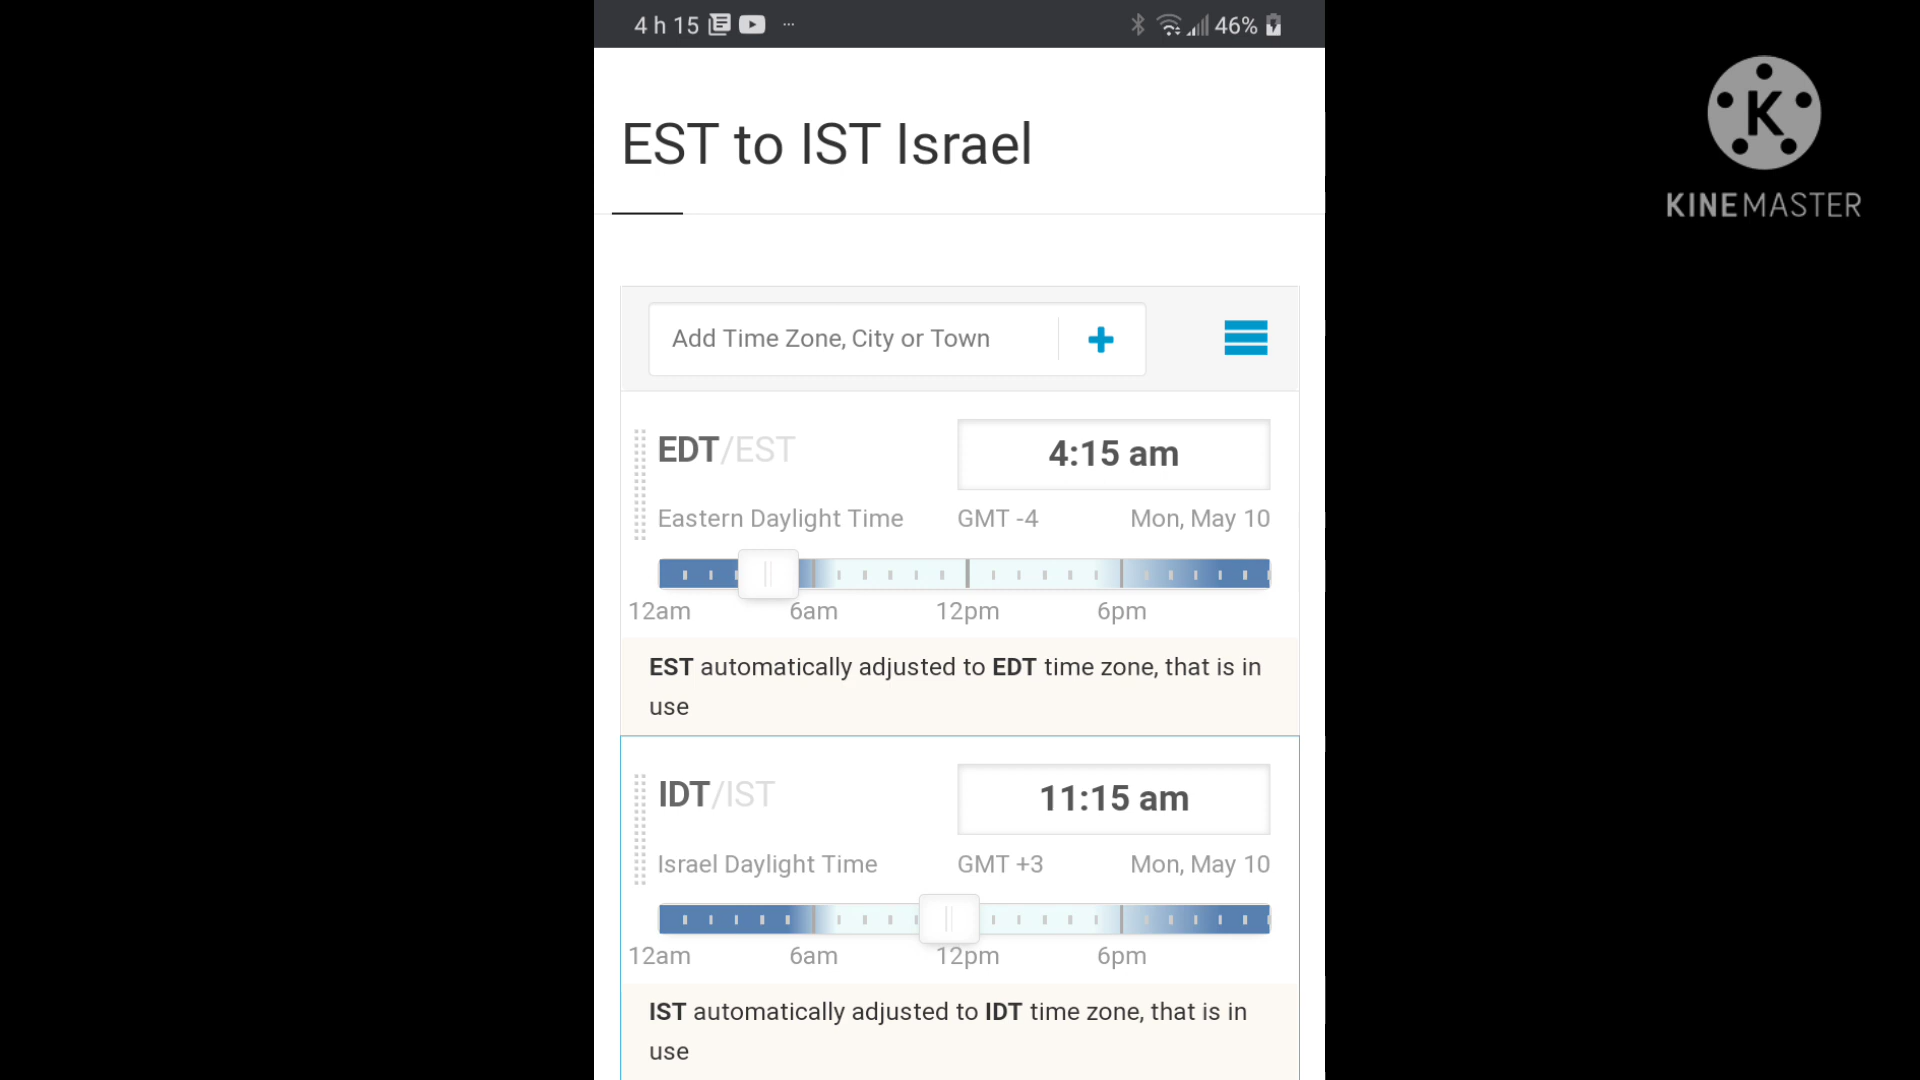 4 h 15 ... 46%
K
KINEMASTER
EST to IST Israel
Add Time Zone, City or Town +
EDT/EST 4:15 am
Eastern Daylight Time GMT -4 Mon, May 10
12am 6am 12pm 6pm
EST automatically adjusted to EDT time zone, that is in
use
IDT/IST 11:15 am
Israel Daylight Time GMT +3 Mon, May 10
12am 6am 12pm 6pm
IST automatically adjusted to IDT time zone, that is in
use